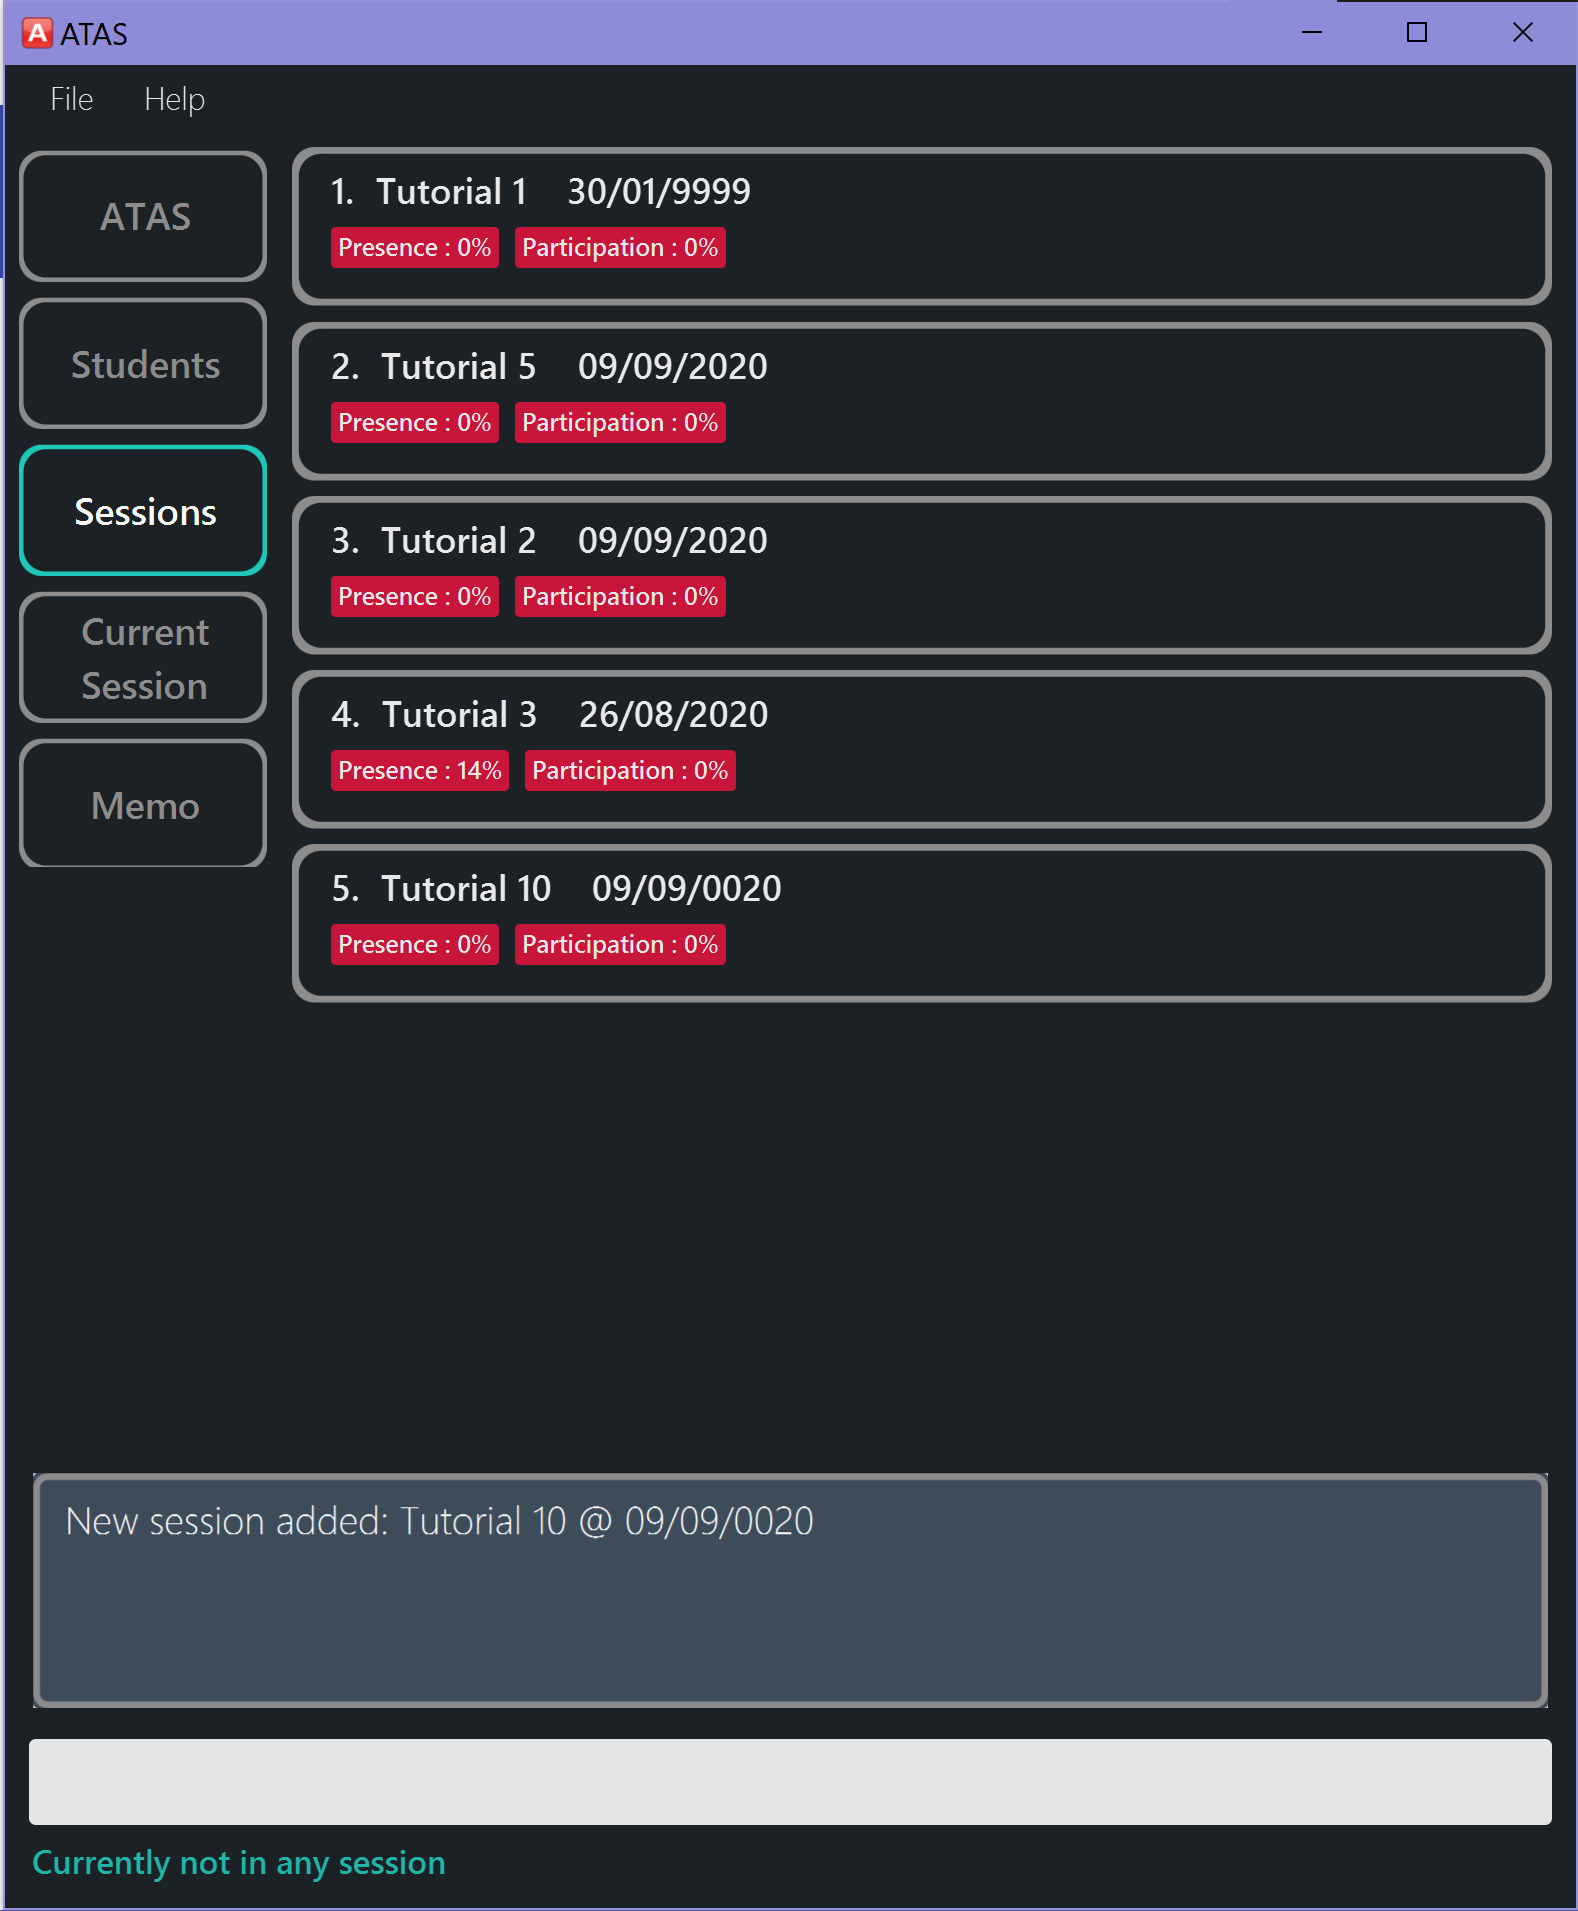 ATAS
File Help
ATAS
Students
Sessions
Current
Session
Memo
1. Tutorial 1 30/01/9999
Presence : 0% Participation : 0%
2. Tutorial 5 09/09/2020
Presence : 0% Participation : 0%
3. Tutorial 2 09/09/2020
Presence : 0% Participation : 0%
4. Tutorial 3 26/08/2020
Presence : 14% Participation : 0%
5. Tutorial 10 09/09/0020
Presence : 0% Participation : 0%
New session added: Tutorial 10 @ 09/09/0020
Currently not in any session